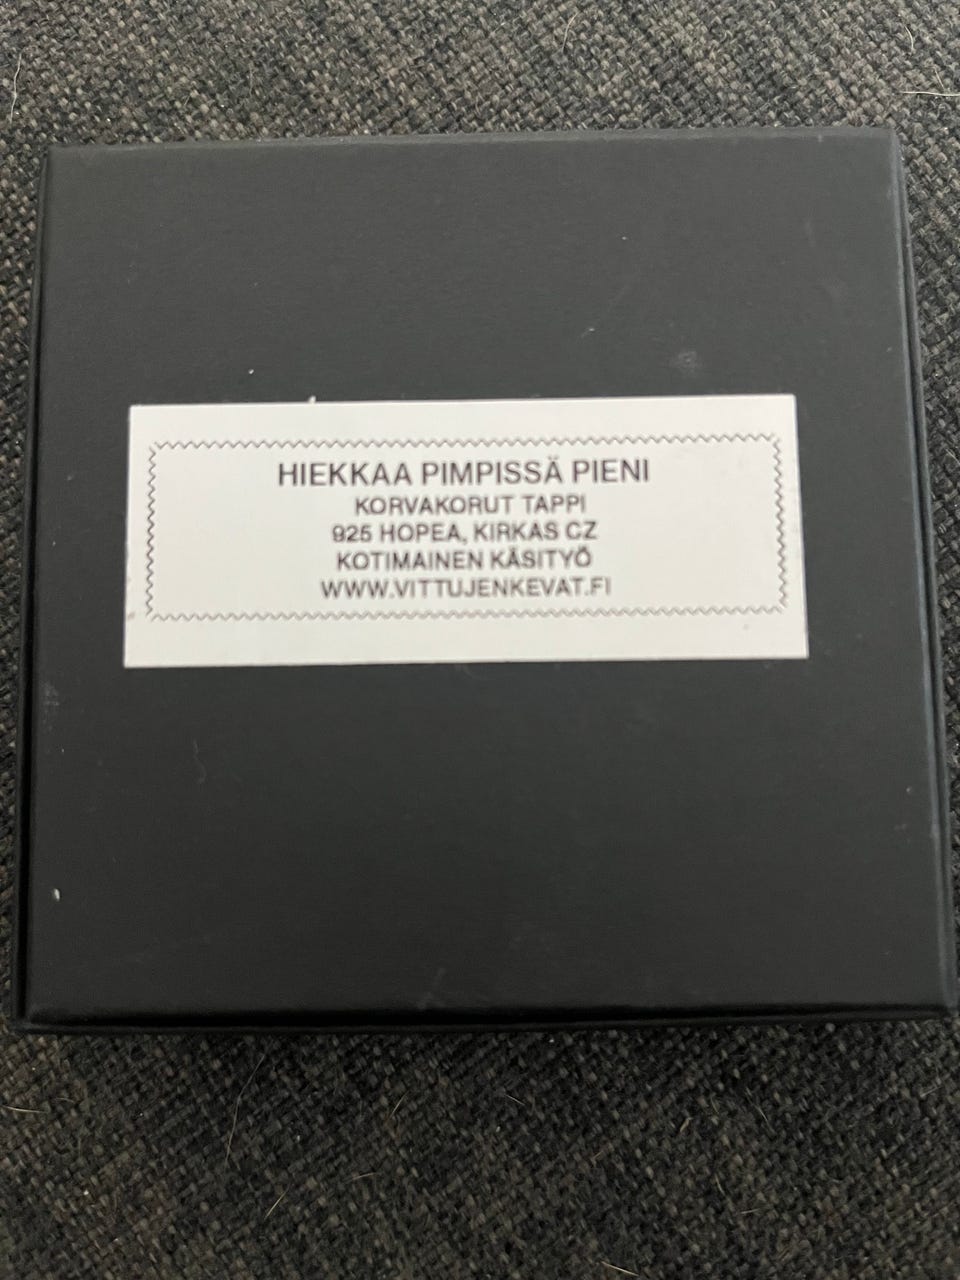 HIEKKAA PIMPISSÄ PIENI
KORVAKORUT TAPPI
925 HOPEA, KIRKAS CZ
KOTIMAINEN KÄSITYÖ
WWW.VITTUJENKEVAT.FI